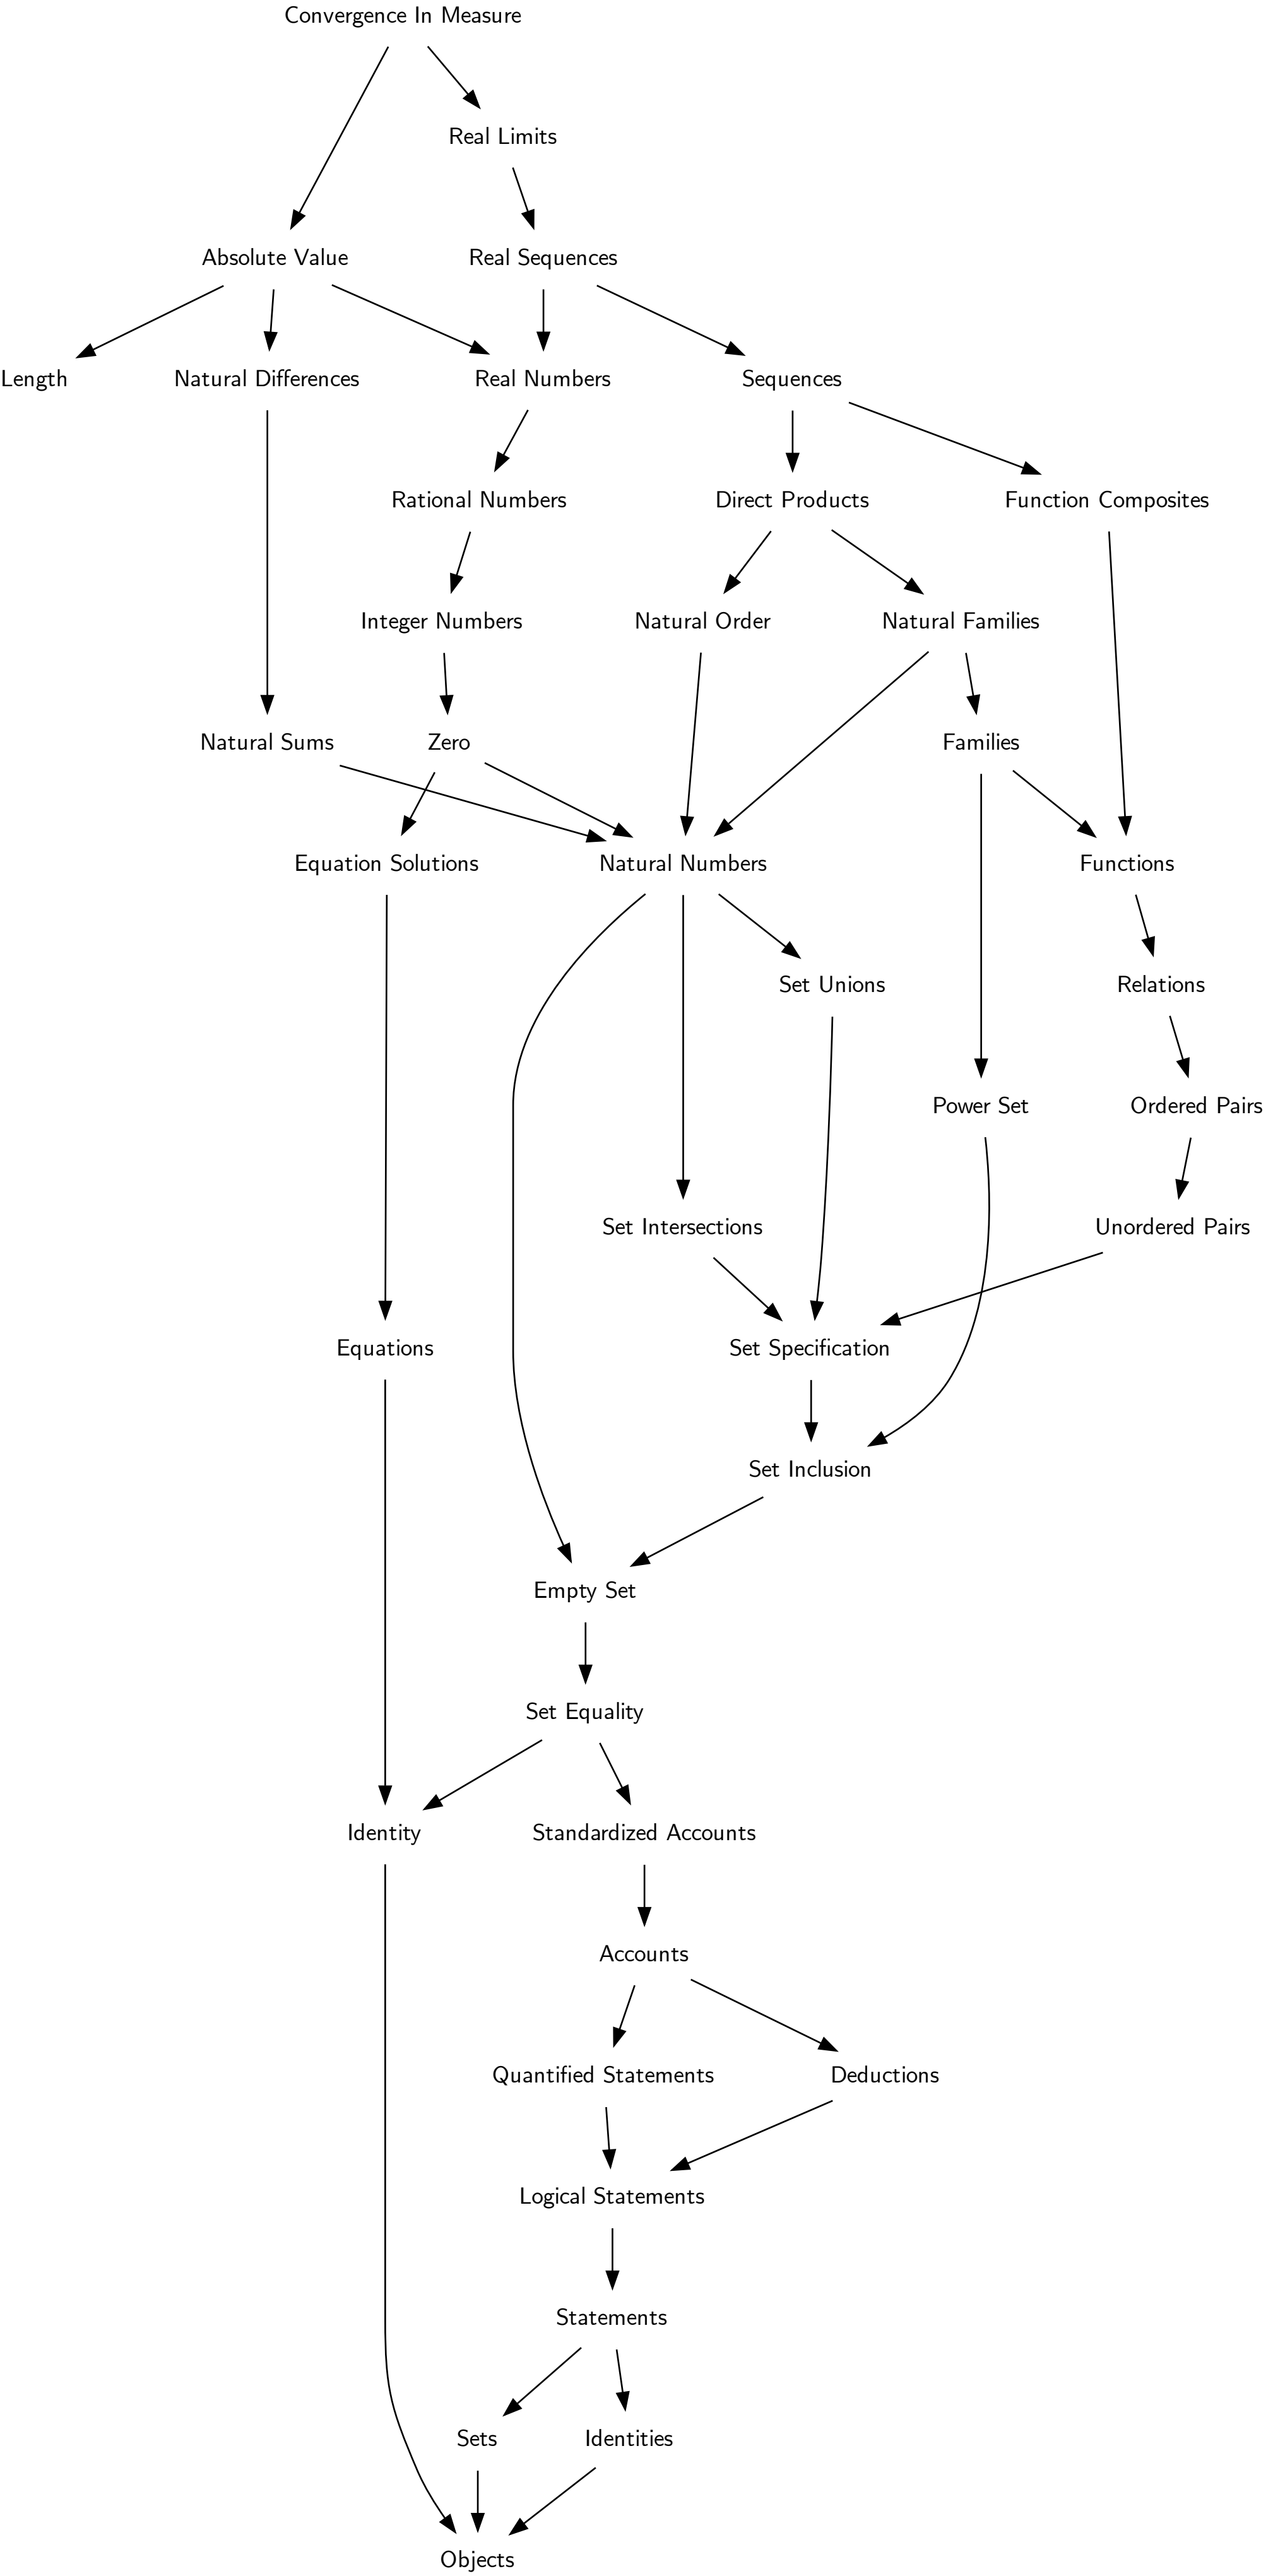 Convergence In Measure
Real Limits
Absolute Value
Real Sequences
Length
Natural Differences
Real Numbers
Sequences
Rational Numbers
Direct Products
Function Composites
Integer Numbers
Natural Order
Natural Families
Natural Sums
Zero
Families
Equation Solutions
Natural Numbers
Functions
Set Unions
Relations
Power Set
Ordered Pairs
Set Intersections
Unordered Pairs
Equations
Set Specification
Set Inclusion
Empty Set
Set Equality
Identity
Standardized Accounts
Accounts
Quantified Statements
Deductions
Logical Statements
Statements
Sets
Identities
Objects